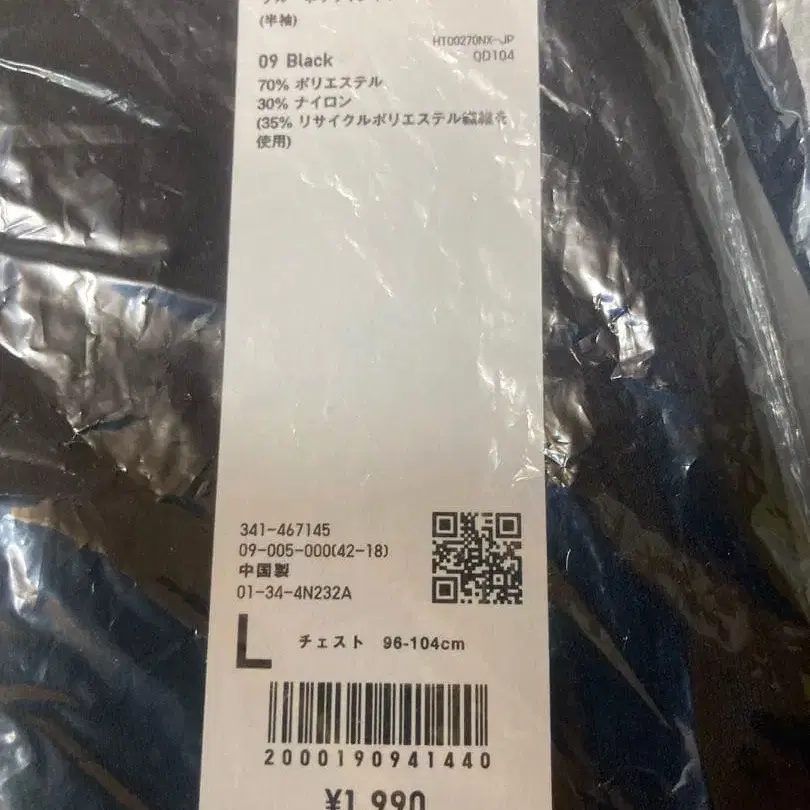 (半袖)
HT00270NX-JP
09 Black
QD104
70% ポリエステル
30% ナイロン
(35% リサイクルポリエステル繊維を
使用)
341-467145
09-005-000(42-18)
中国製
01-34-4N232A
L チェスト 96-104cm
2000190941440
¥1,990